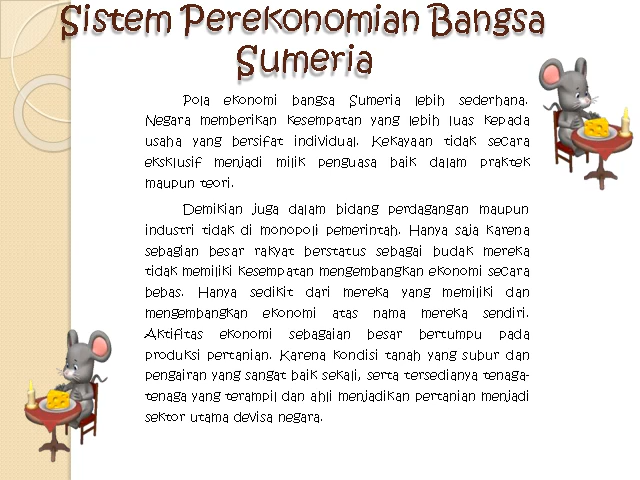 Sistem Perekonomian Bangsa
Sumeria
Pola ekonomi bangsa Sumeria lebih sederhana.
Negara memberikan kesempatan yang lebih luas kepada
usaha yang bersifat individual. Kekayaan tidak secara
eksklusif menjadi milik penguasa baik dalam praktek
maupun teori.
Demikian juga dalam bidang perdagangan maupun
industri tidak di monopoli pemerintah. Hanya saja karena
sebagian besar rakyat berstatus sebagai budak mereka
tidak memiliki kesempatan mengembangkan ekonomi secara
bebas. Hanya sedikit dari mereka yang memiliki dan
mengembangkan ekonomi atas nama mereka sendiri.
Aktifitas ekonomi sebagaian besar bertumpu pada
produksi pertanian. Karena kondisi tanah yang subur dan
pengairan yang sangat baik sekali, serta tersedianya tenaga-
tenaga yang terampil dan ahli menjadikan pertanian menjadi
sektor utama devisa negara.